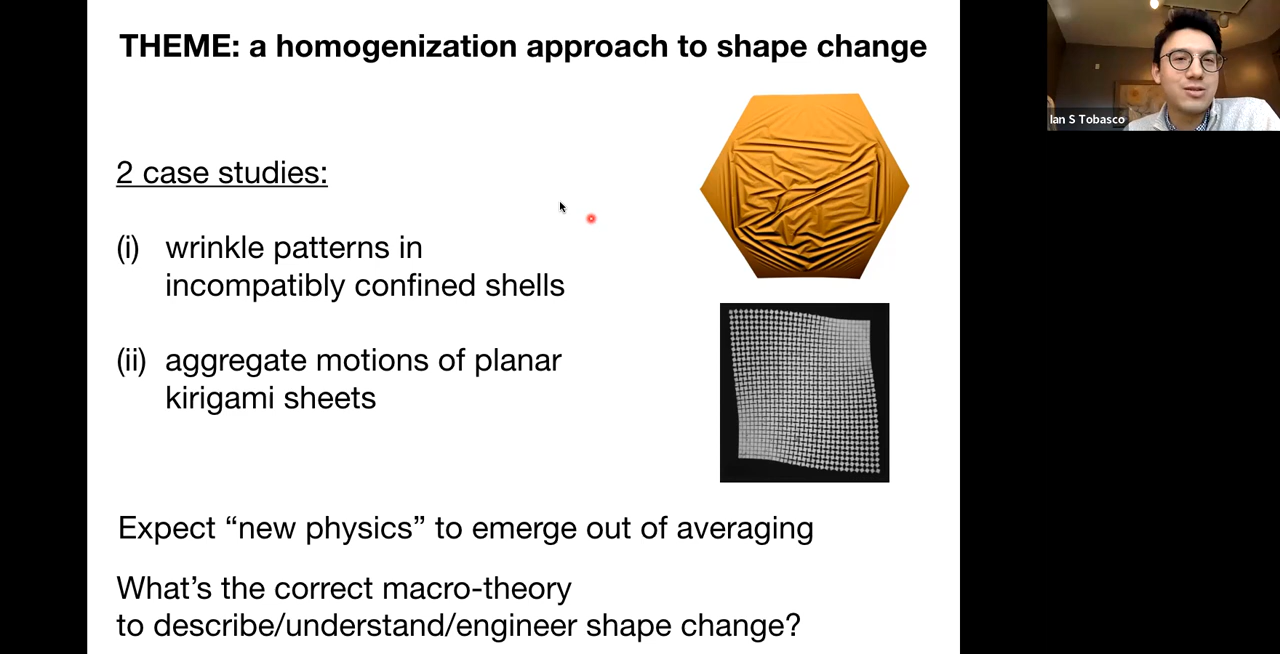 THEME: a homogenization approach to shape change
Ian S Tobasco
2 case studies:
(i) wrinkle patterns in
incompatibly confined shells
(ii) aggregate motions of planar
kirigami sheets
Expect “new physics” to emerge out of averaging
What’s the correct macro-theory
to describe/understand/engineer shape change?